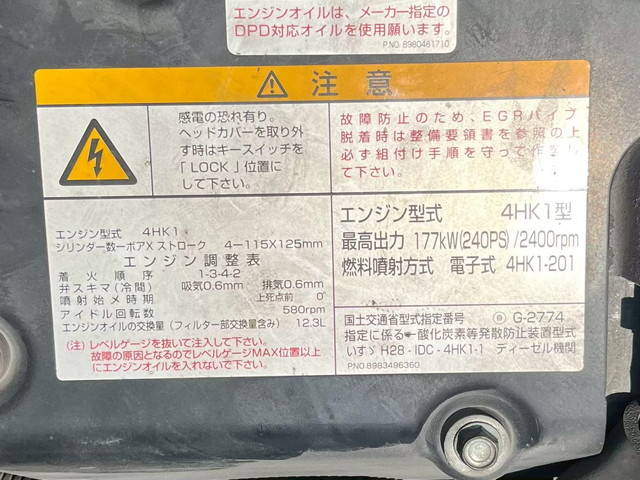 エンジンオイルは、メーカー指定の
DPD対応オイルを使用願います。
P.NO. 8980461710
注意
感電の恐れ有り。
ヘッドカバーを取り外
ず時はキースイッチを
「LOCK」位置に
して下さい。
故障防止のため、EGRパイプ
脱着時は整備要領書を参照の上
必ず組付け手順を守って作業し
て下さい。
エンジン型式 4HK1
シリンダ数ーボアXストローク 4-115X125mm
エンジン調整表
着火順序 1-3-4-2
弁スキマ(冷間) 吸気0.6mm 排気0.6mm
噴射始メ時期 上死点前 0°
アイドル回転数 580rpm
エンジンオイルの交換量(フィルター部交換量含み) 12.3L
(注)レベルゲージを抜いて注入して下さい。
故障の原因となるのでレベルゲージMAX位置以上
にエンジンオイルを入れないで下さい。
エンジン型式 4HK1型
最高出力 177kW(240PS)/2400rpm
燃料噴射方式 電子式 4HK1-201
国土交通省型式指定番号 G-2774
指定に係る一酸化炭素等発散防止装置型式
いすゞ H28-IDC-4HK1-1 ディーゼル機関
P.NO.8983496360